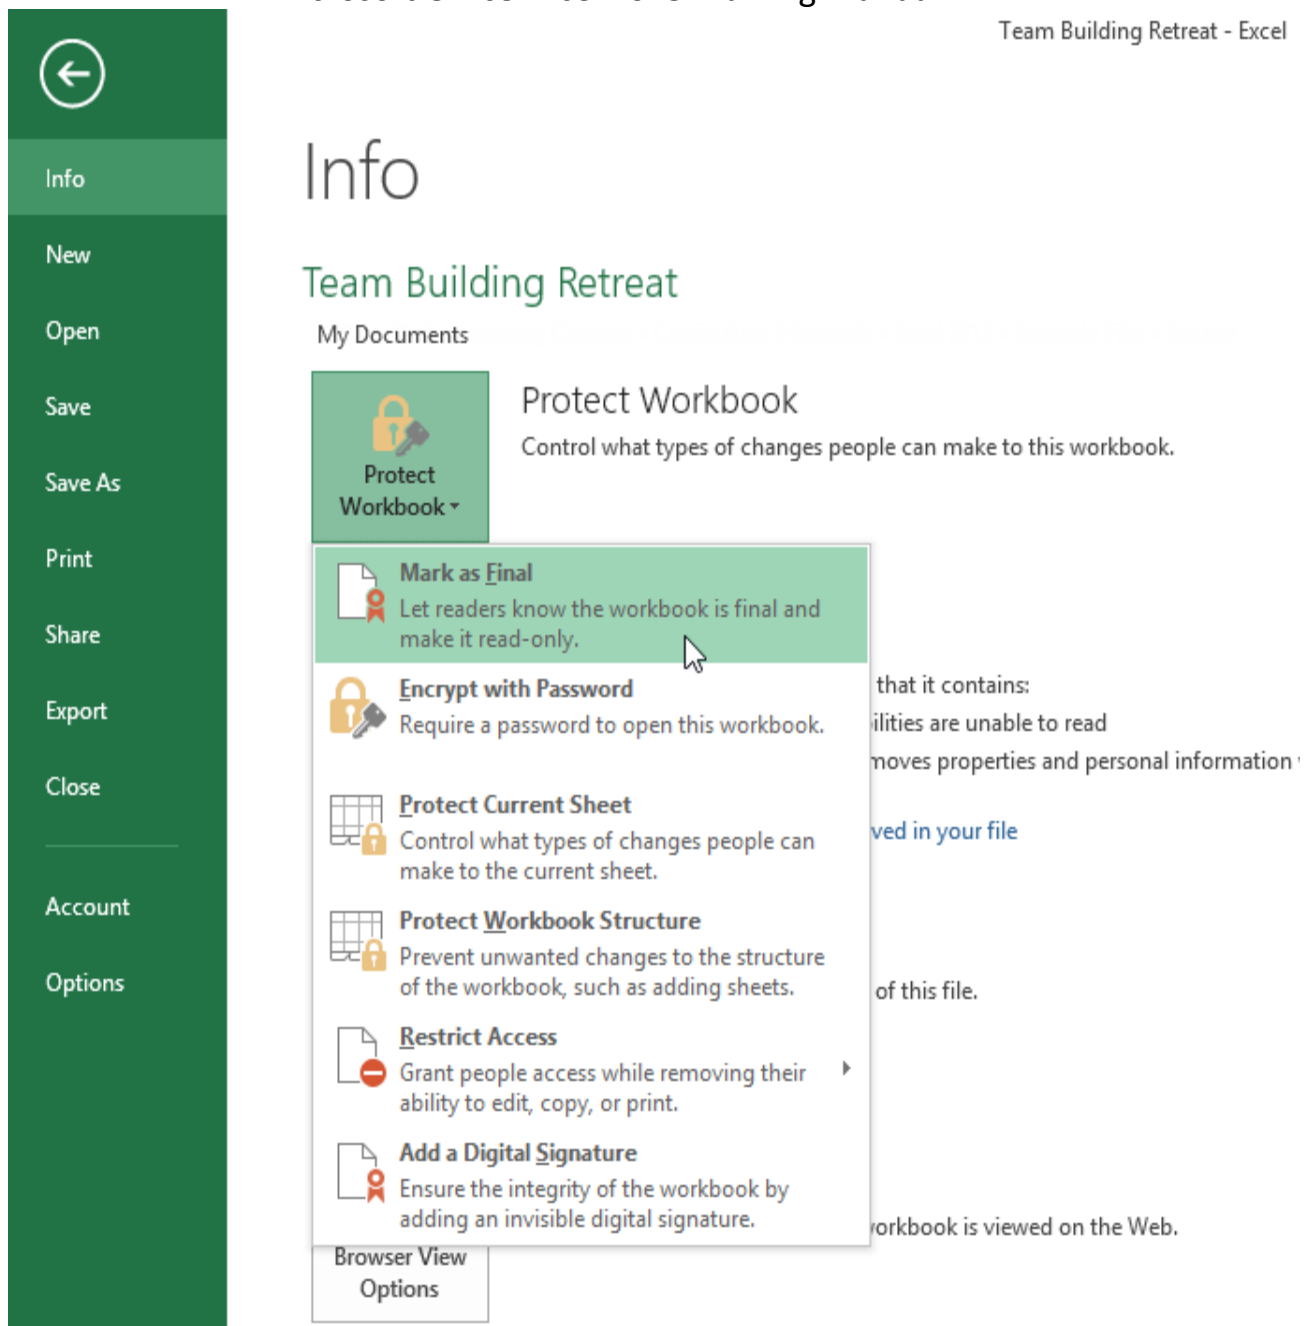 Team Building Retreat - Excel
Info
New
Open
Save
Save As
Print
Share
Export
Close
Account
Options
Info
Team Building Retreat
My Documents
Protect
Workbook
Protect Workbook
Control what types of changes people can make to this workbook.
Mark as Final
Let readers know the workbook is final and
make it read-only.
Encrypt with Password
Require a password to open this workbook.
Protect Current Sheet
Control what types of changes people can
make to the current sheet.
Protect Workbook Structure
Prevent unwanted changes to the structure
of the workbook, such as adding sheets.
Restrict Access
Grant people access while removing their
ability to edit, copy, or print.
Add a Digital Signature
Ensure the integrity of the workbook by
adding an invisible digital signature.
that it contains:
are unable to read
properties and personal information
in your file
of this file.
is viewed on the Web.
Browser View
Options